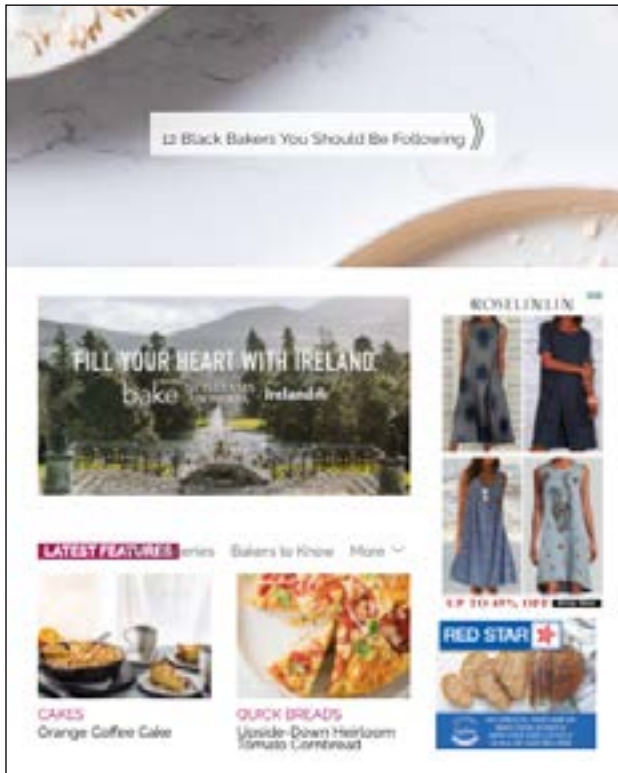 12 Black Bakers You Should Be Following
FILL YOUR HEART WITH IRELAND.
bake
Ireland
ROSELINLIN
LATEST FEATURES eries Bakers to Know More
UP TO OFF
RED STAR
CAKES
Orange Coffee Cake
QUICK BREADS
Upside-Down Heirloom
Tomato Cornbread